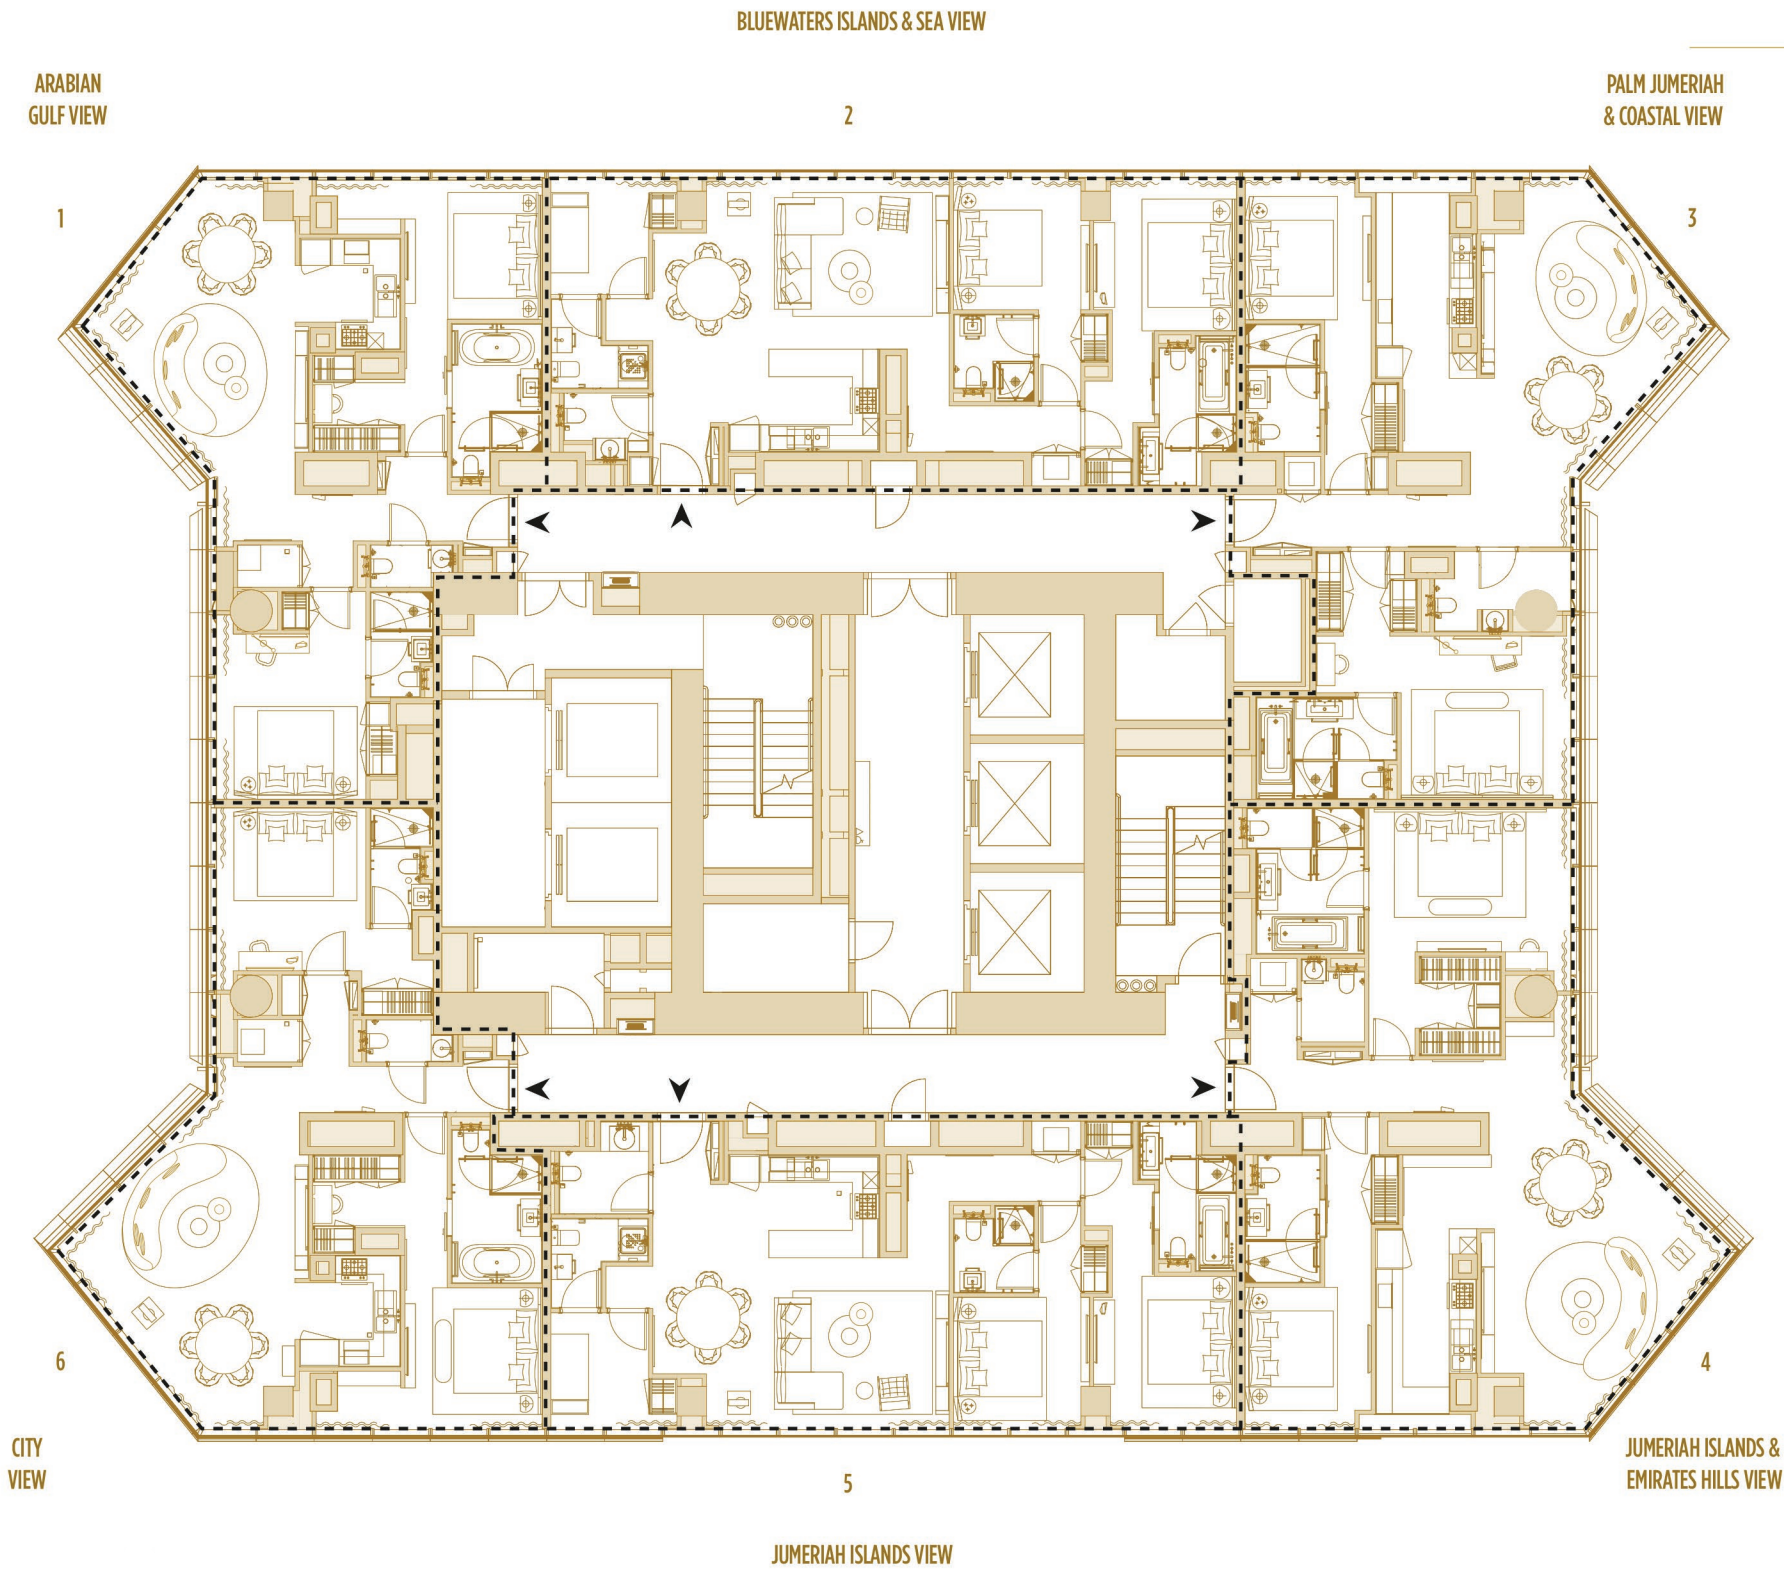 BLUEWATERS ISLANDS & SEA VIEW
ARABIAN
GULF VIEW
2
PALM JUMERIAH
& COASTAL VIEW
1
3
6
4
CITY
VIEW
5
JUMERIAH ISLANDS &
EMIRATES HILLS VIEW
JUMERIAH ISLANDS VIEW